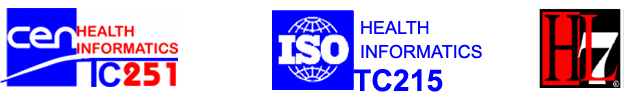 cen HEALTH
INFORMATICS
TC251
ISO HEALTH
INFORMATICS
TC215
HL7
®